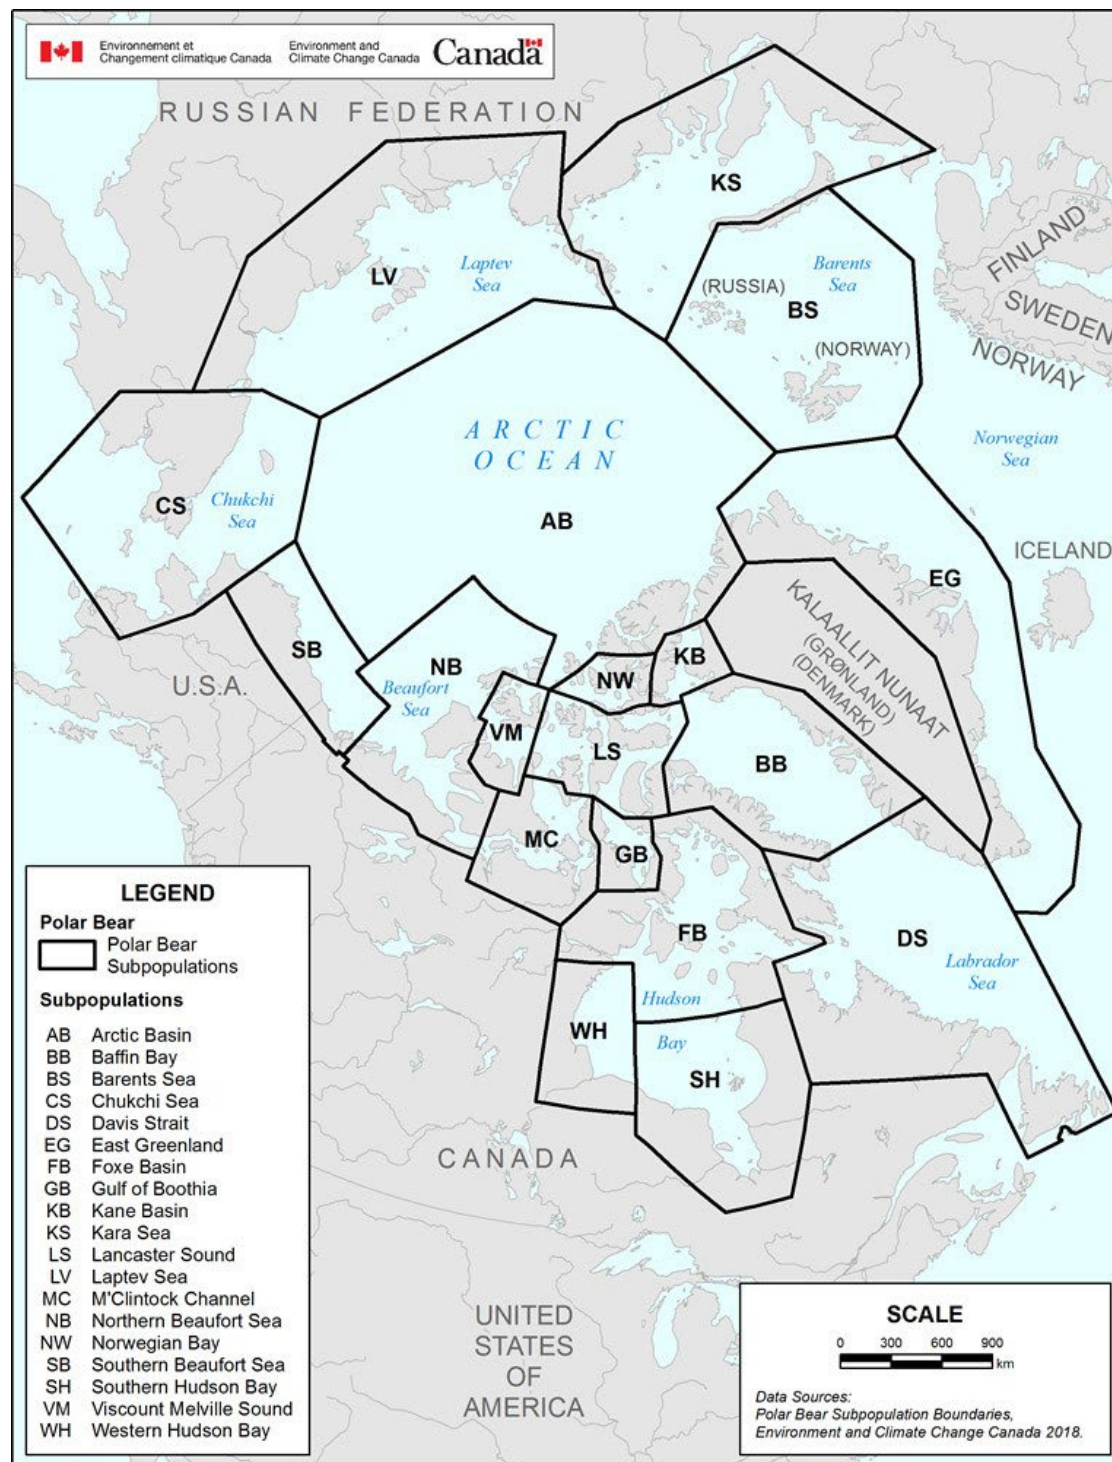 Environnement et
Changement climatique Canada
Environment and
Climate Change Canada
Canada
RUSSIAN FEDERATION
KS
FINLAND
SWEDEN
NORWAY
LV
Laptev
Sea
Barents
Sea
(RUSSIA)
BS
(NORWAY)
ARCTIC
OCEAN
Norwegian
Sea
CS
Chukchi
Sea
AB
ICELAND
EG
KALAALLIT NUNAAT
(GRØNLAND)
(DENMARK)
SB
U.S.A.
NB
Beaufort
Sea
NW
KB
VM
LS
BB
MC
GB
FB
DS
Labrador
Sea
Hudson
Bay
WH
SH
CANADA
UNITED
STATES
OF
AMERICA
LEGEND
Polar Bear
Polar Bear
Subpopulations
Subpopulations
AB Arctic Basin
BB Baffin Bay
BS Barents Sea
CS Chukchi Sea
DS Davis Strait
EG East Greenland
FB Foxe Basin
GB Gulf of Boothia
KB Kane Basin
KS Kara Sea
LS Lancaster Sound
LV Laptev Sea
MC M'Clintock Channel
NB Northern Beaufort Sea
NW Norwegian Bay
SB Southern Beaufort Sea
SH Southern Hudson Bay
VM Viscount Melville Sound
WH Western Hudson Bay
SCALE
0 300 600 900
km
Data Sources:
Polar Bear Subpopulation Boundaries,
Environment and Climate Change Canada 2018.